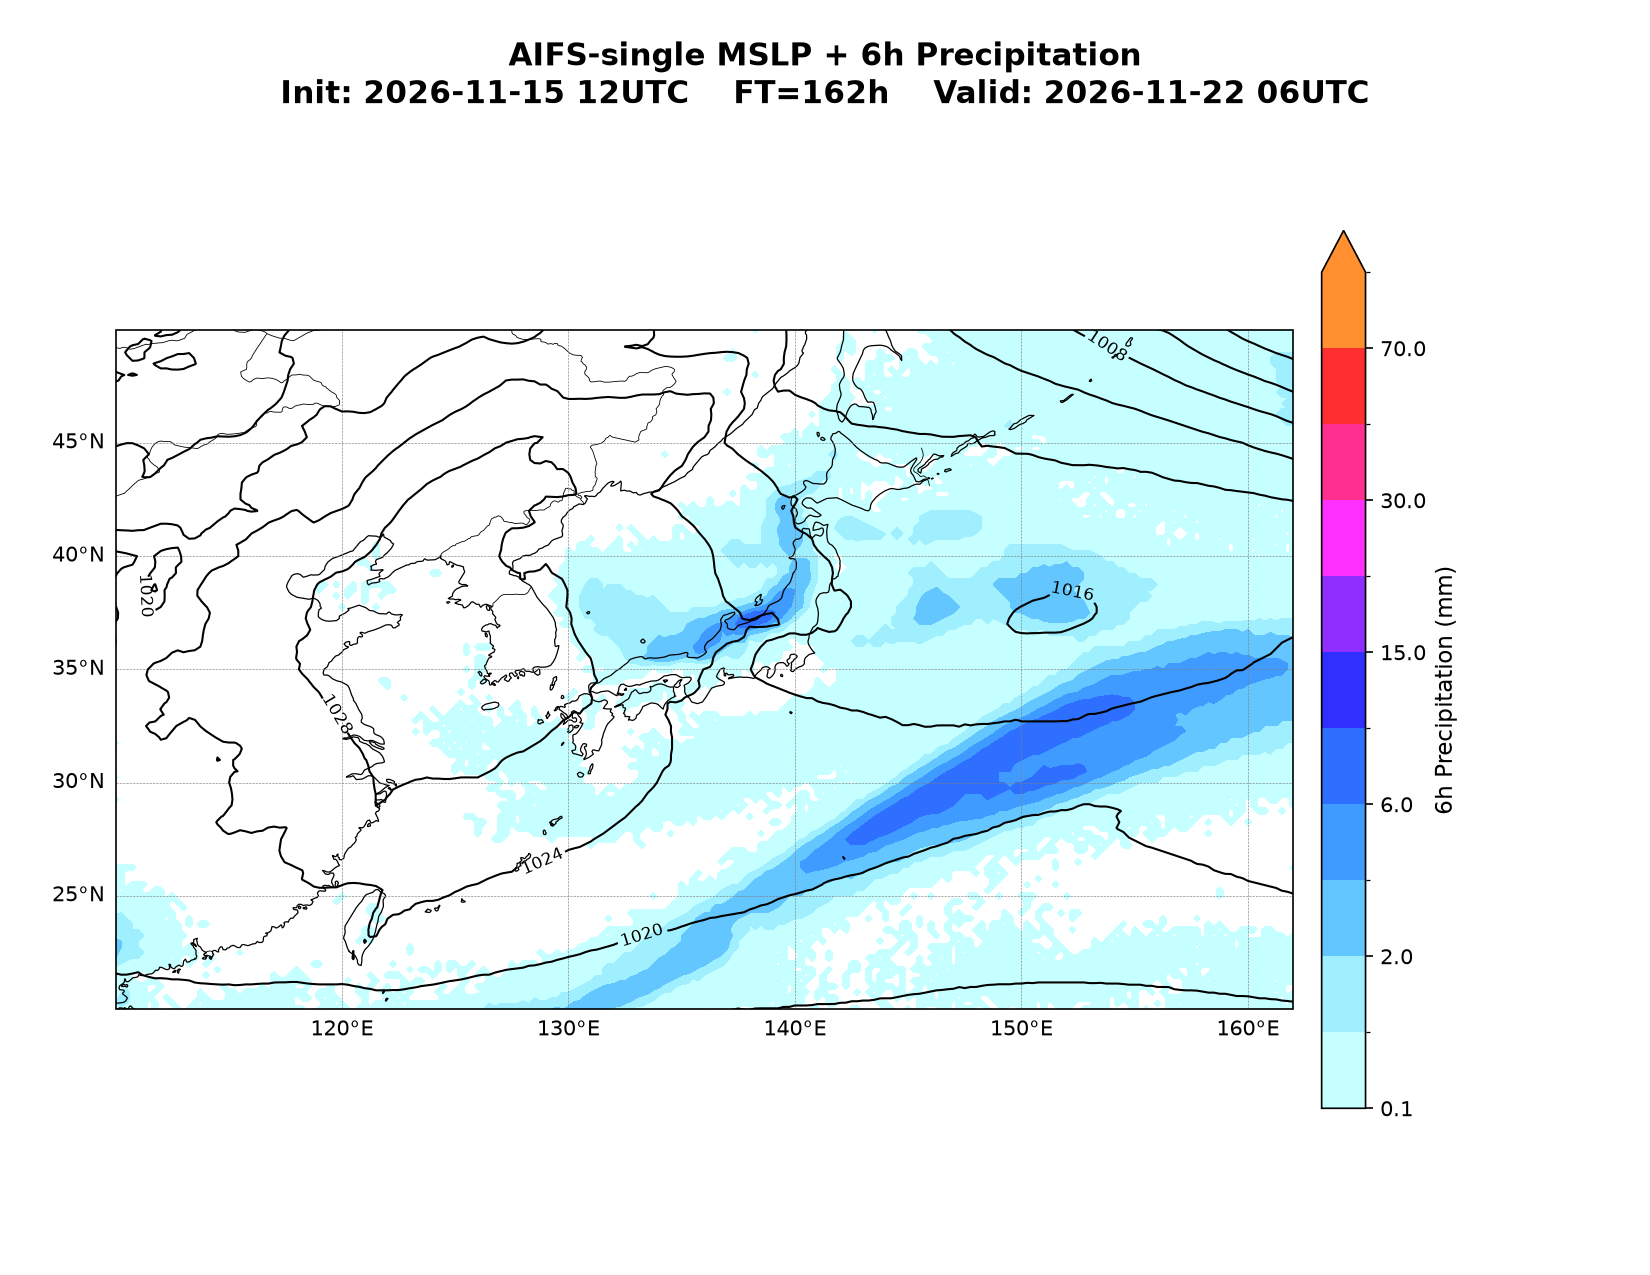 AIFS-single MSLP + 6h Precipitation
Init: 2026-11-15 12UTC    FT=162h    Valid: 2026-11-22 06UTC
45°N
40°N
35°N
30°N
25°N
120°E
130°E
140°E
150°E
160°E
1008
1016
1020
1028
1024
1020
70.0
30.0
15.0
6.0
2.0
0.1
6h Precipitation (mm)